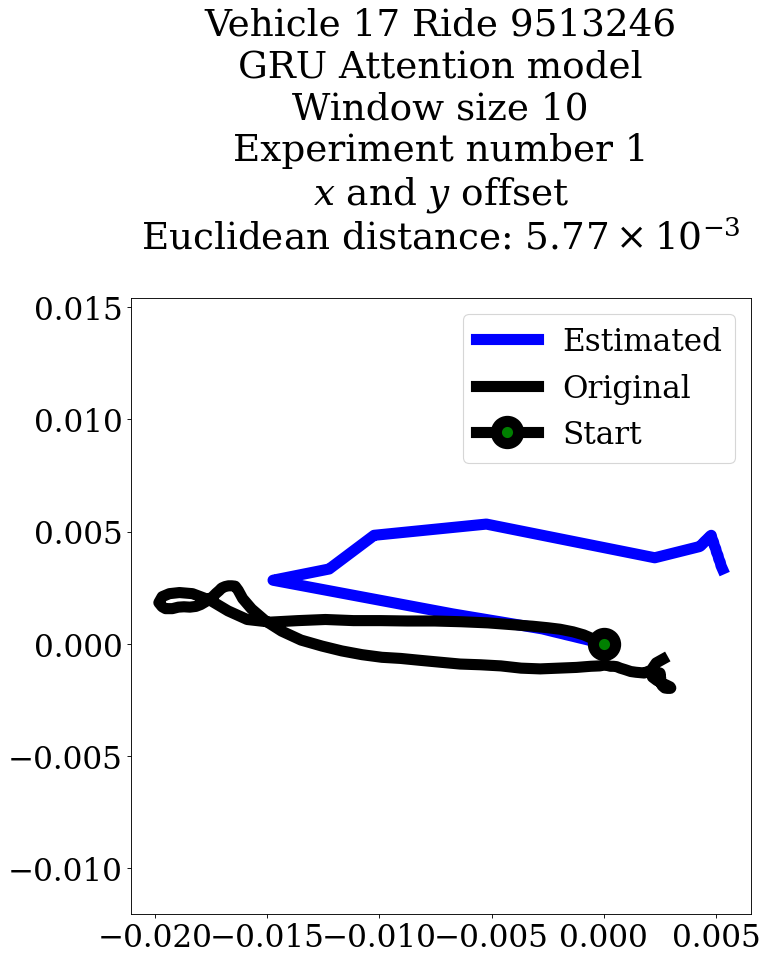 Vehicle 17 Ride 9513246
GRU Attention model
Window size 10
Experiment number 1
x and y offset
Euclidean distance: 5.77 × 10⁻³
0.015
0.010
0.005
0.000
−0.005
−0.010
Estimated
Original
Start
−0.020 −0.015 −0.010 −0.005 0.000 0.005